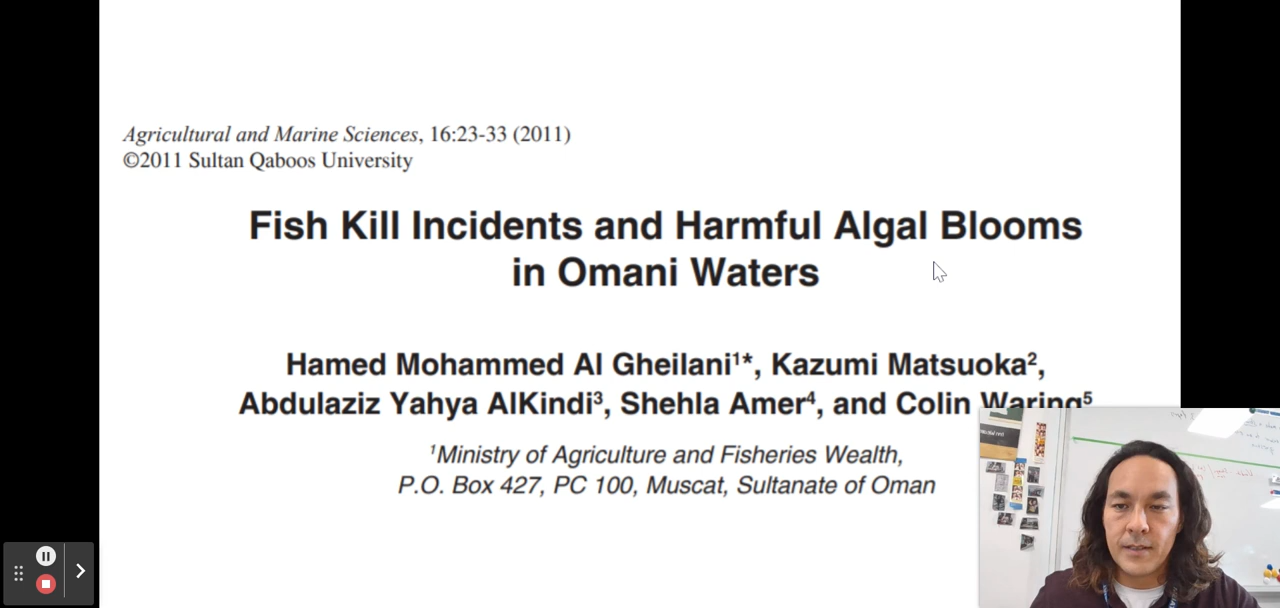 Agricultural and Marine Sciences, 16:23-33 (2011)
©2011 Sultan Qaboos University
Fish Kill Incidents and Harmful Algal Blooms
in Omani Waters
Hamed Mohammed Al Gheilani¹*, Kazumi Matsuoka²,
Abdulaziz Yahya AlKindi³, Shehla Amer⁴, and Colin Waring⁵
¹Ministry of Agriculture and Fisheries Wealth,
P.O. Box 427, PC 100, Muscat, Sultanate of Oman